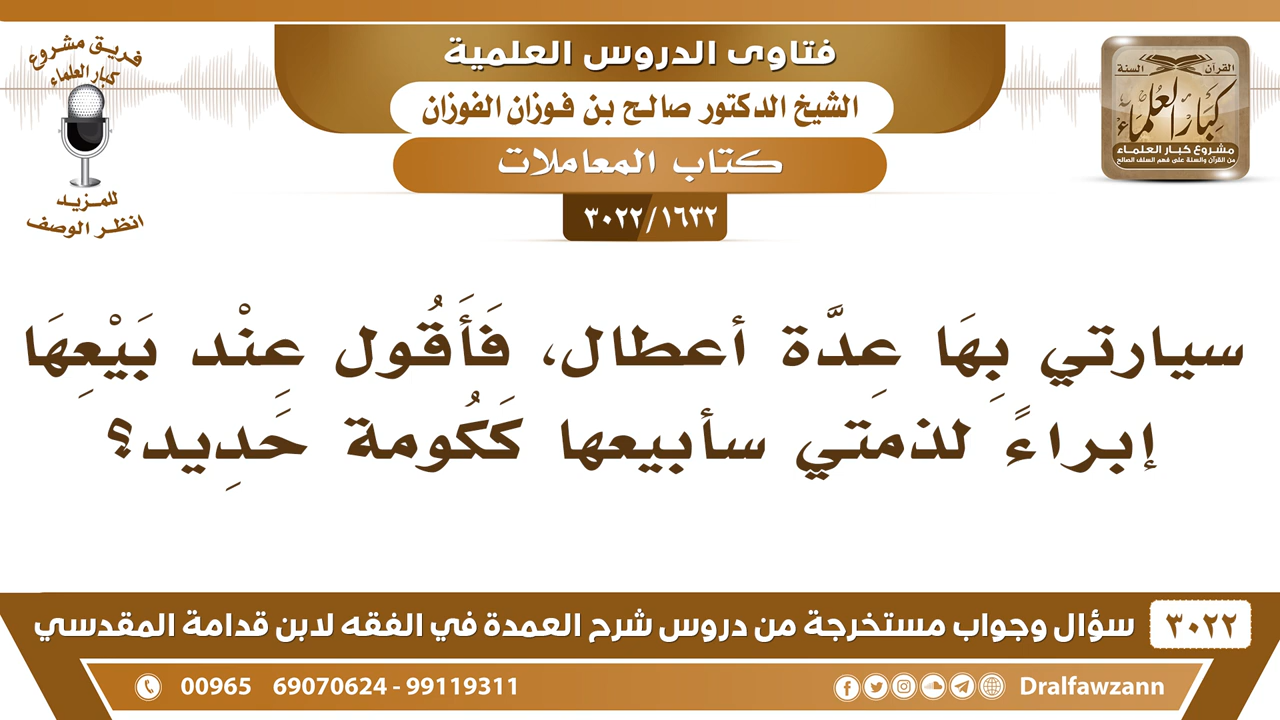 فتاوى الدروس العلمية
الشيخ الدكتور صالح بن فوزان الفوزان
كتاب المعاملات
٣٠٢٢/١٦٣٢
القرآن السنة
كبار العلماء
مشروع كبار العلماء
من القرآن والسنة على فهم السلف الصالح
فريق مشروع
كبار العلماء
للمزيد
انظر الوصف
سيارتي بِهَا عِدَّة أعطال، فَأَقُول عِنْد بَيْعِهَا
إبراءً لذمتي سأبيعها كَكُومة حَدِيد؟
٣٠٢٢
سؤال وجواب مستخرجة من دروس شرح العمدة في الفقه لابن قدامة المقدسي
00965 69070624 - 99119311
Dralfawzann